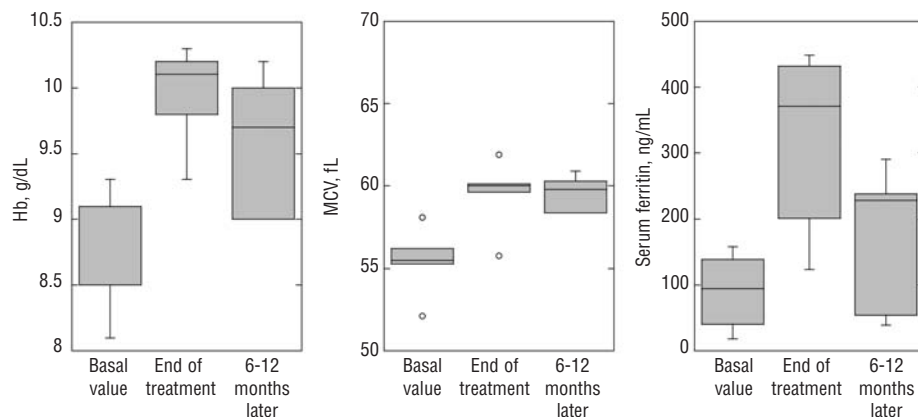 10.5
10
9.5
9
8.5
8
Hb, g/dL
Basal
value
End of
treatment
6-12
months
later
70
65
60
55
50
MCV, fL
Basal
value
End of
treatment
6-12
months
later
500
400
300
200
100
0
Serum ferritin, ng/mL
Basal
value
End of
treatment
6-12
months
later